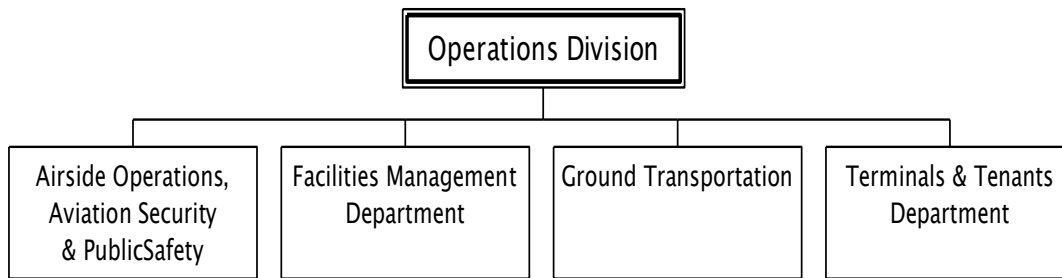 Operations Division
Airside Operations,
Aviation Security
& PublicSafety
Facilities Management
Department
Ground Transportation
Terminals & Tenants
Department